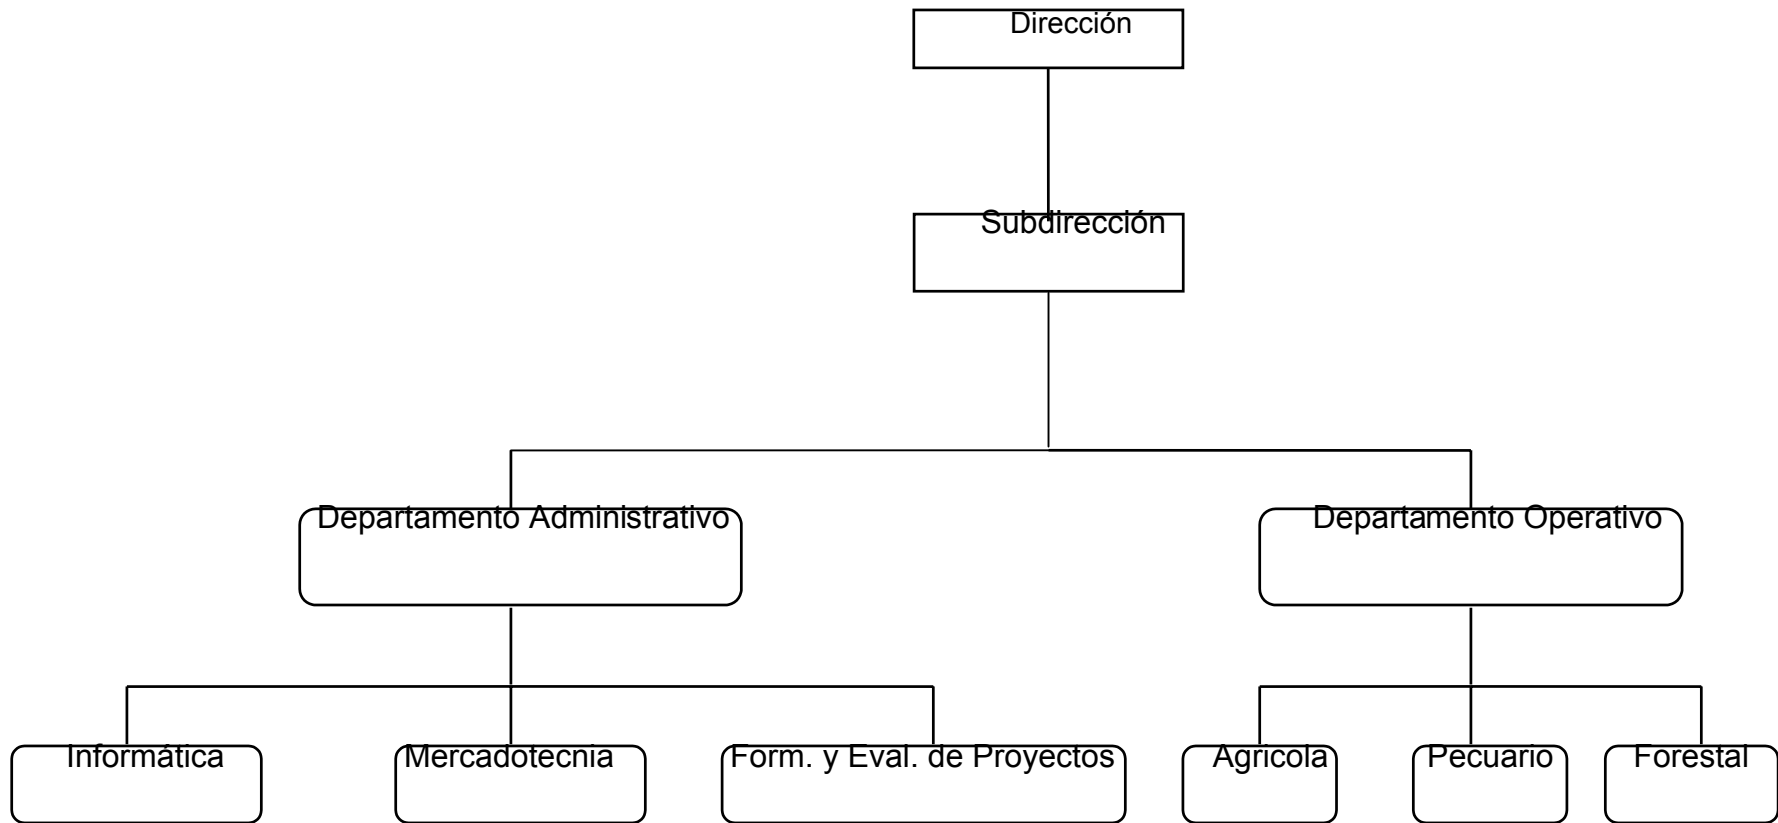 Dirección
Subdirección
Departamento Administrativo
Departamento Operativo
Informática
Mercadotecnia
Form. y Eval. de Proyectos
Agricola
Pecuario
Forestal